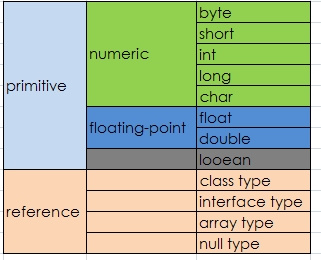 primitive
numeric
byte
short
int
long
char
floating-point
float
double
looean
reference
class type
interface type
array type
null type